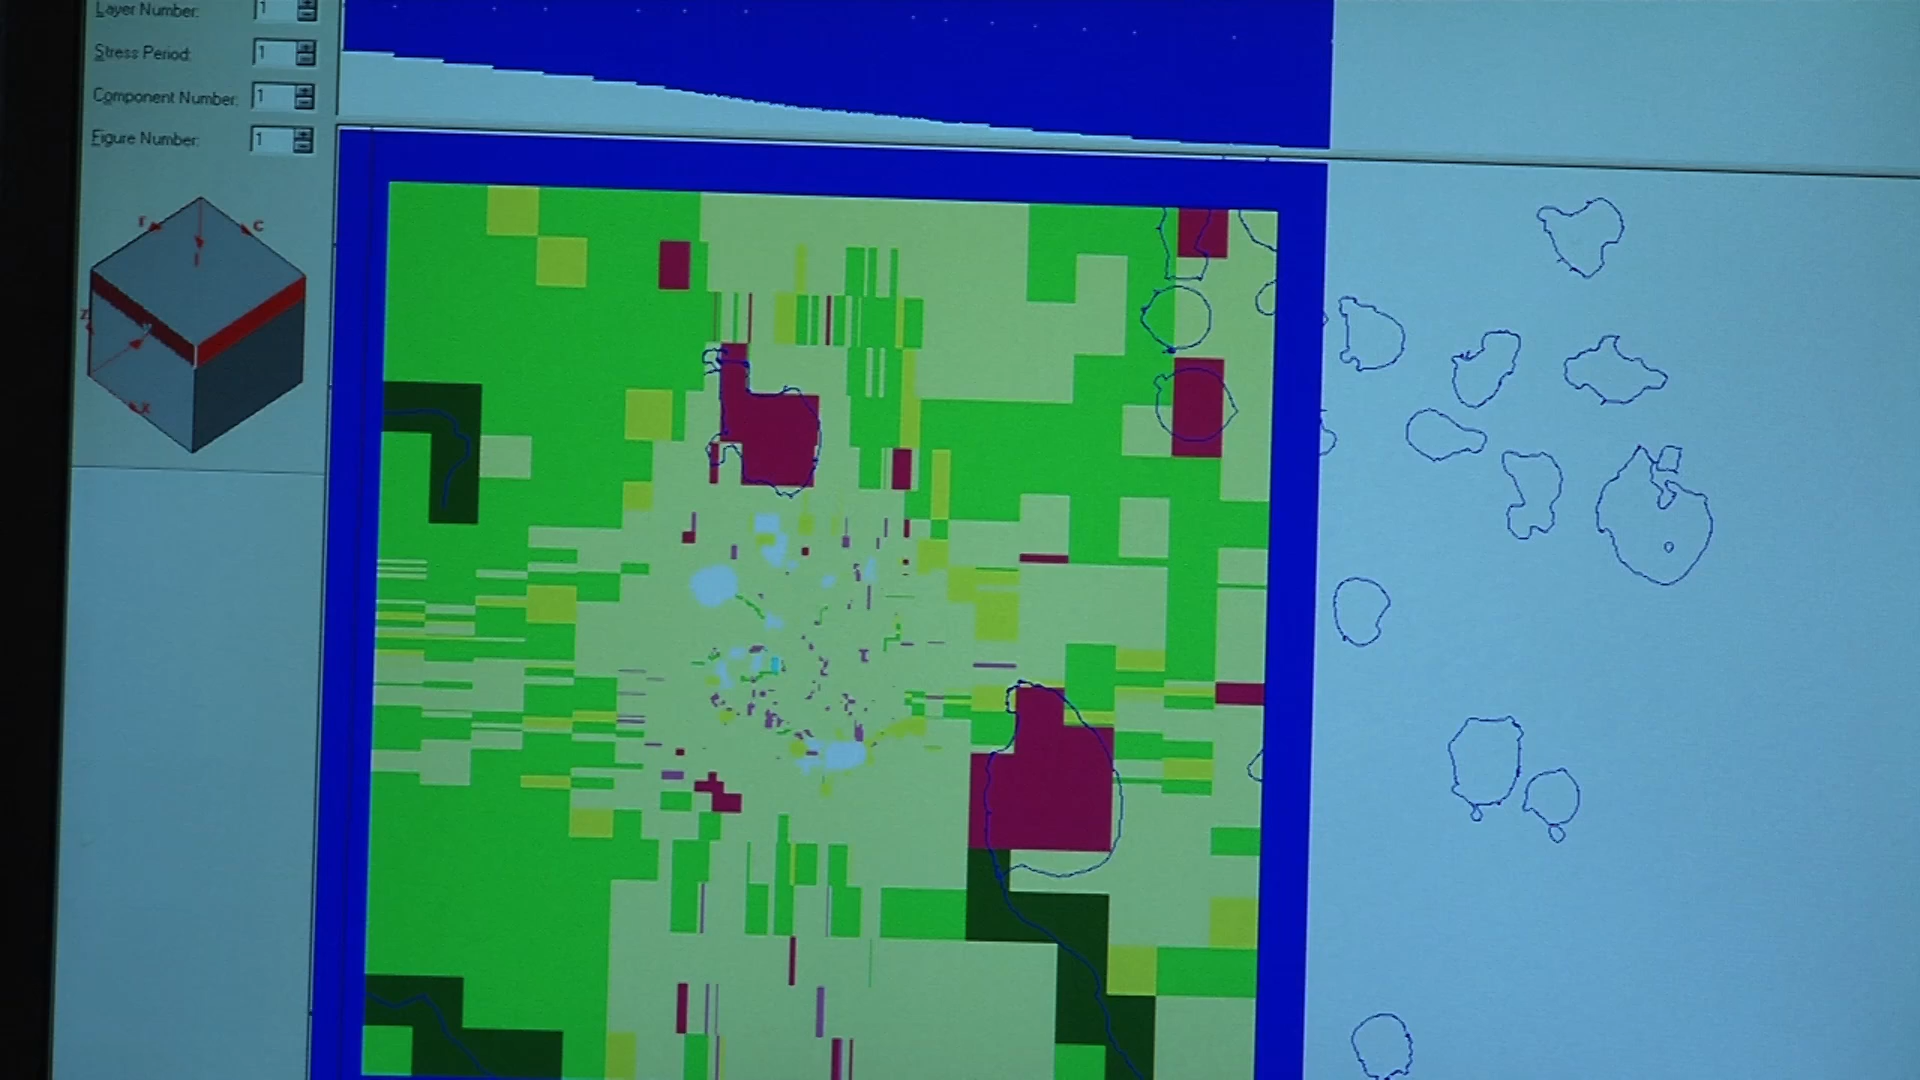 Layer Number: 1
Stress Period: 1
Component Number: 1
Figure Number: 1
r
c
z
x